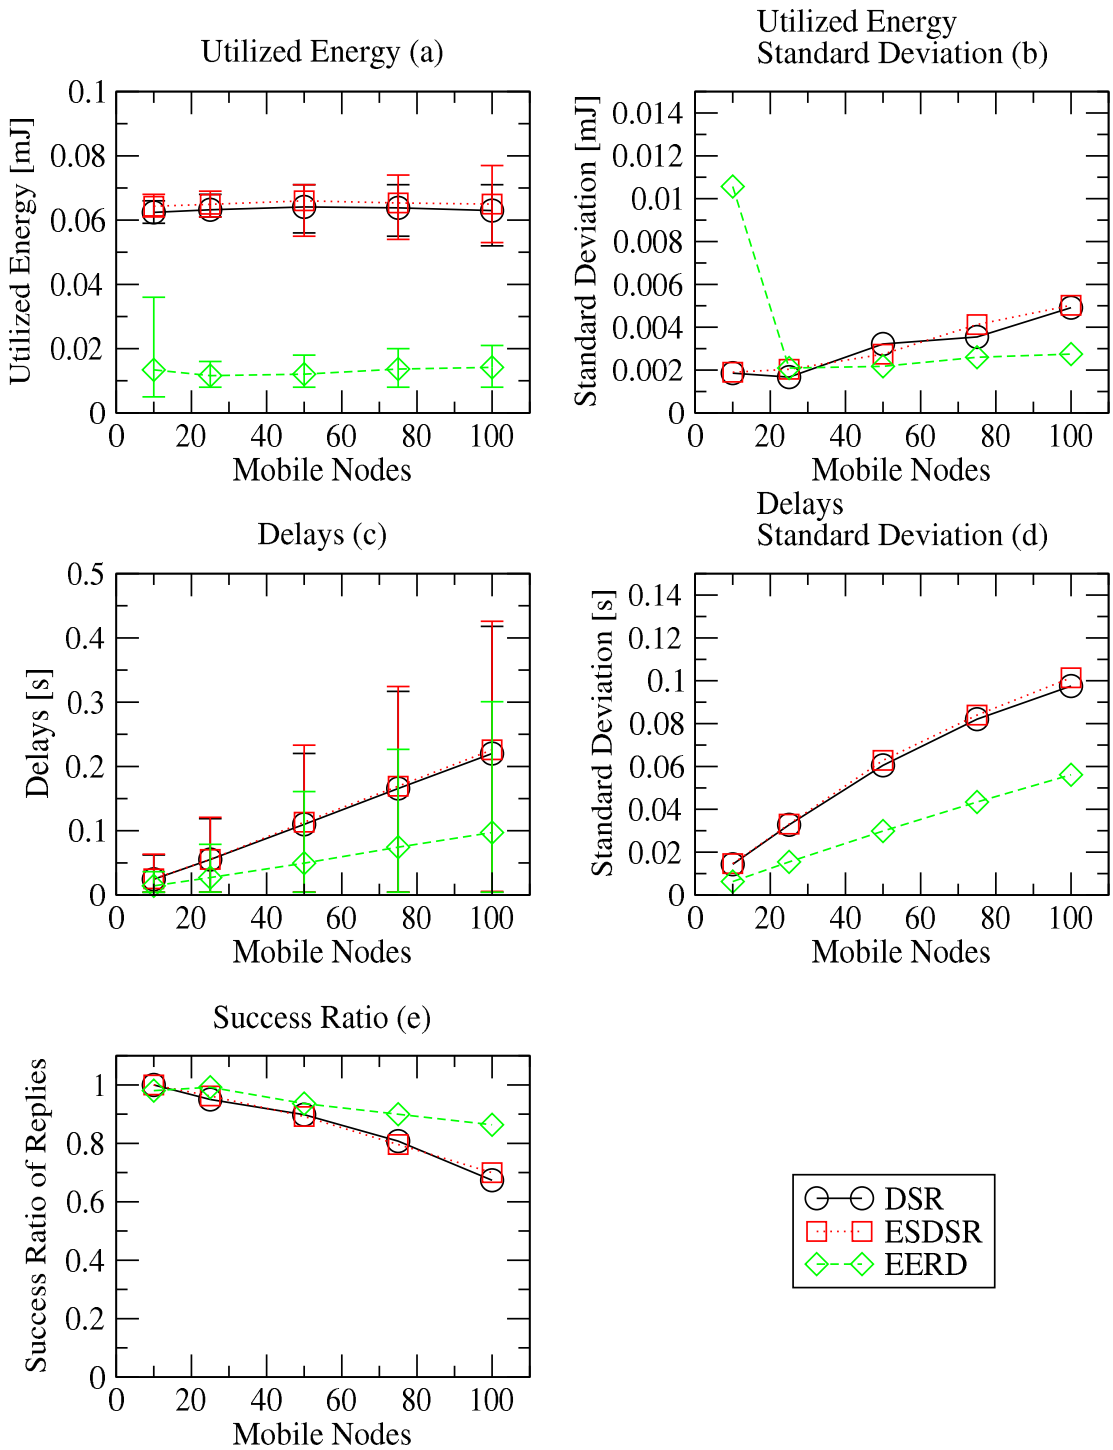 Utilized Energy (a)
Utilized Energy [mJ]
0.1
0.08
0.06
0.04
0.02
0
0 20 40 60 80 100
Mobile Nodes
Utilized Energy
Standard Deviation (b)
Standard Deviation [mJ]
0.014
0.012
0.01
0.008
0.006
0.004
0.002
0
0 20 40 60 80 100
Mobile Nodes
Delays (c)
Delays [s]
0.5
0.4
0.3
0.2
0.1
0
0 20 40 60 80 100
Mobile Nodes
Delays
Standard Deviation (d)
Standard Deviation [s]
0.14
0.12
0.1
0.08
0.06
0.04
0.02
0
0 20 40 60 80 100
Mobile Nodes
Success Ratio (e)
Success Ratio of Replies
1
0.8
0.6
0.4
0.2
0
0 20 40 60 80 100
Mobile Nodes
DSR
ESDSR
EERD